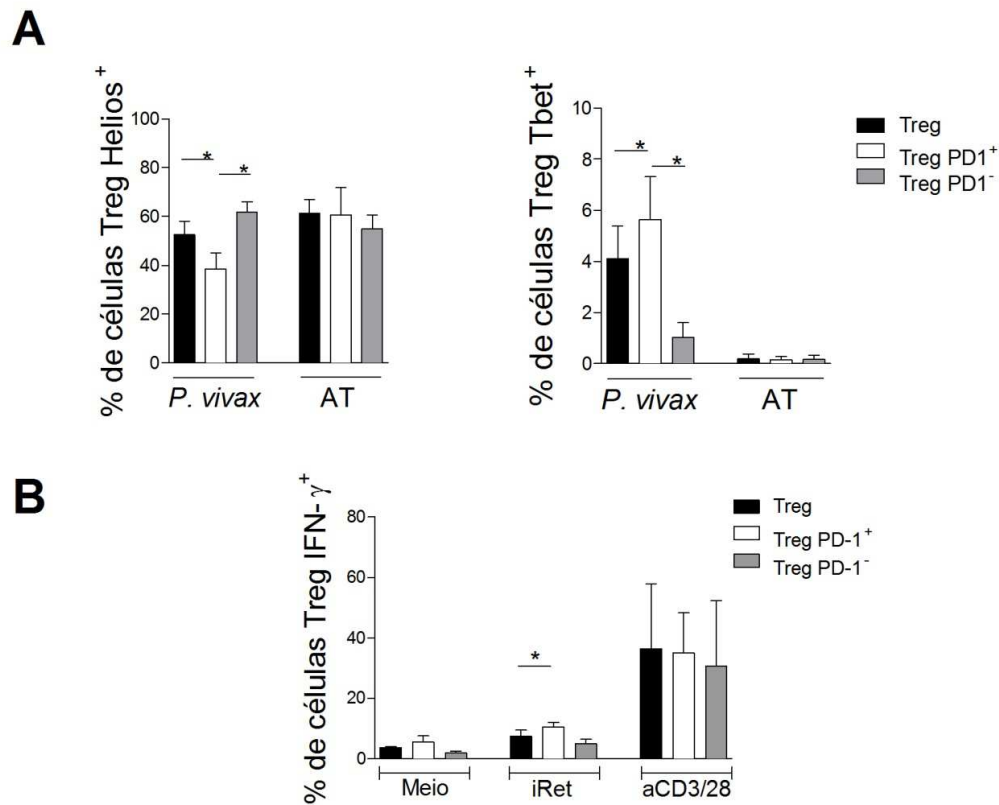 A
% de células Treg Helios+
100
80
60
40
20
0
* *
P. vivax AT
% de células Treg Tbet+
10
8
6
4
2
0
* *
P. vivax AT
Treg
Treg PD1+
Treg PD1-
B
% de células Treg IFN-γ+
80
60
40
20
0
*
Meio iRet aCD3/28
Treg
Treg PD-1+
Treg PD-1-